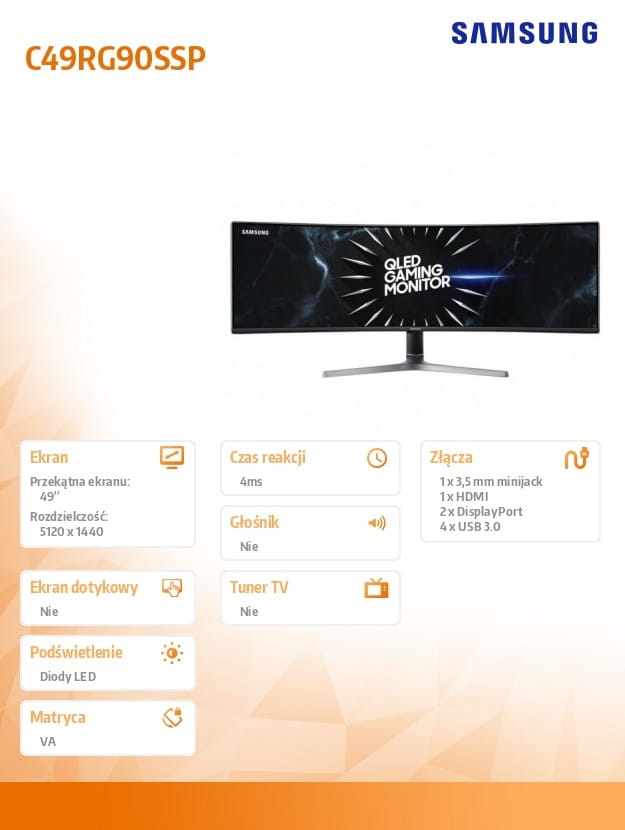 SAMSUNG
C49RG90SSP
SAMSUNG
QLED
GAMING
MONITOR
Ekran
Przekątna ekranu:
49"
Rozdzielczość:
5120 x 1440
Czas reakcji
4ms
Głośnik
Nie
Złącza
1 x 3,5 mm minijack
1 x HDMI
2 x DisplayPort
4 x USB 3.0
Ekran dotykowy
Nie
Tuner TV
Nie
Podświetlenie
Diody LED
Matryca
VA